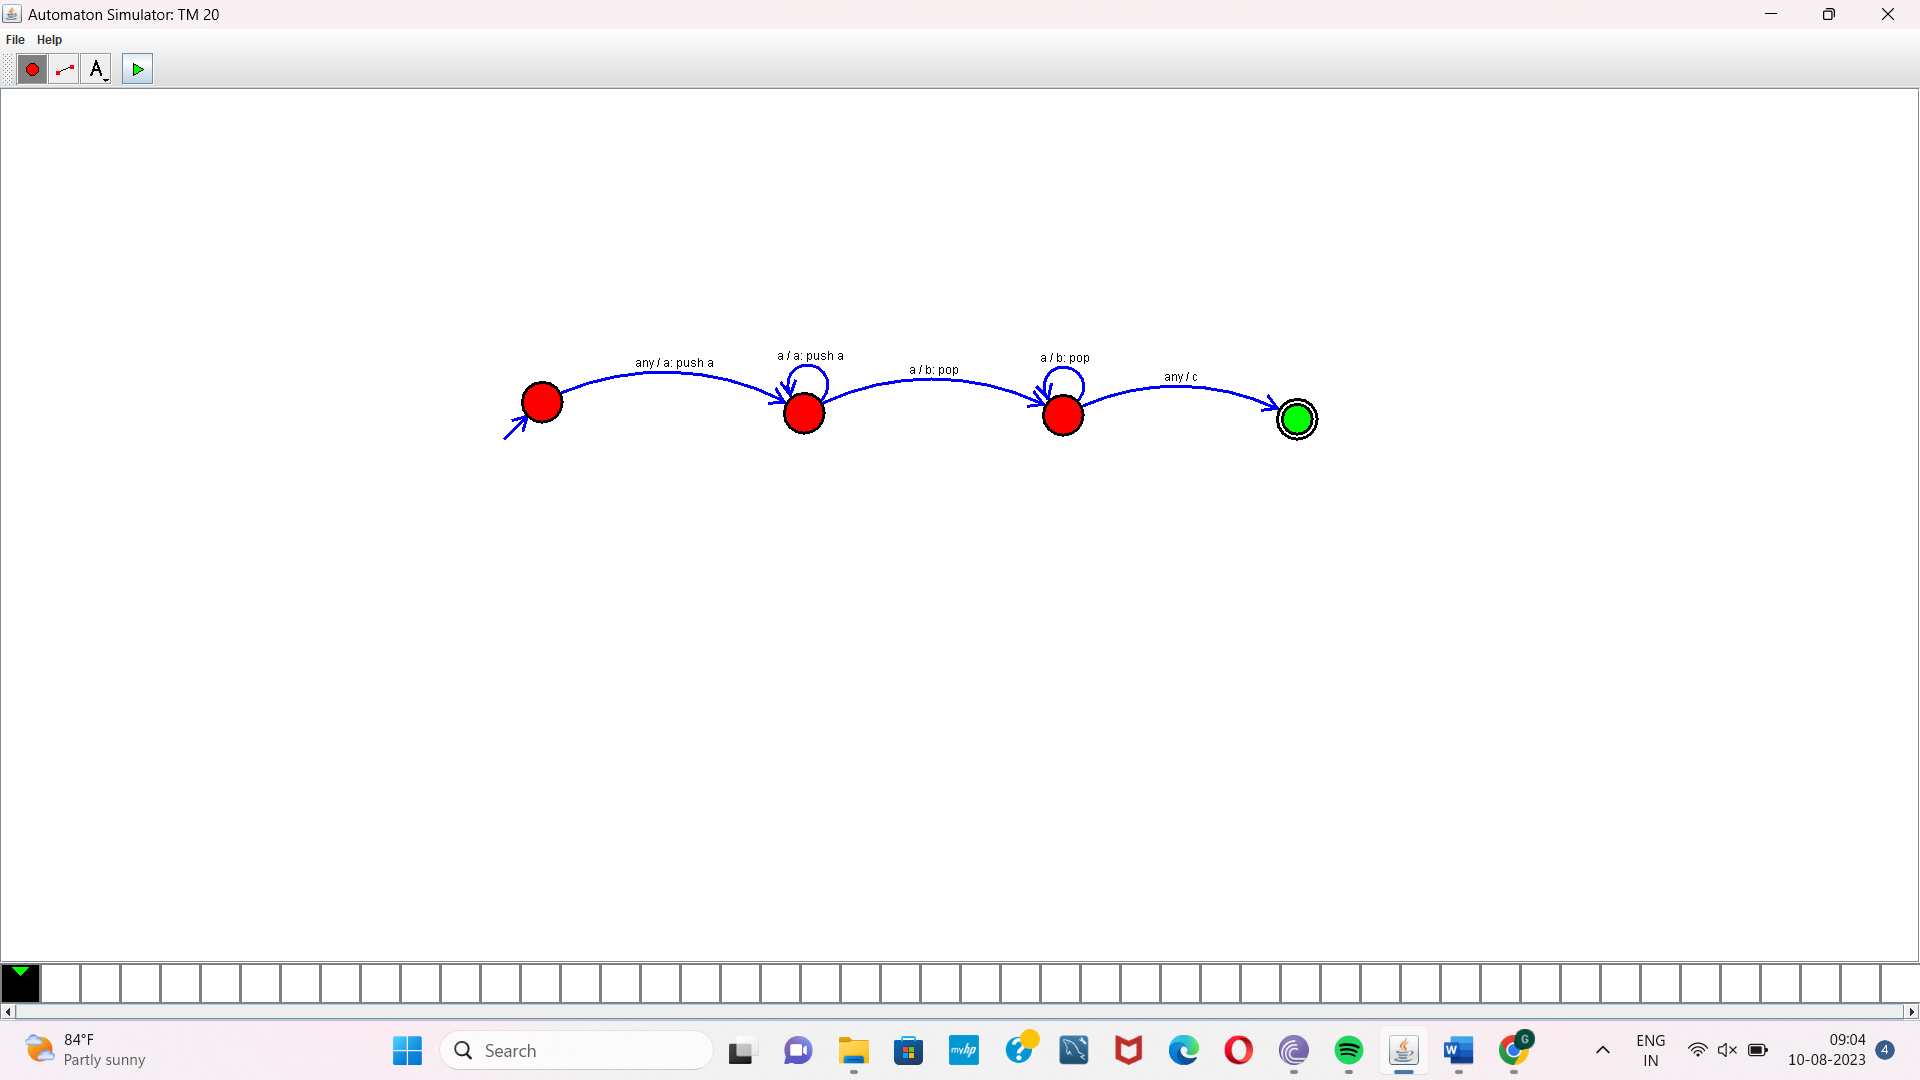 Automaton Simulator: TM 20
File Help
A
any / a: push a
a / a: push a
a / b: pop
a / b: pop
any / c
84°F
Partly sunny
Search
myhp
W
G
ENG
IN
09:04
10-08-2023
4